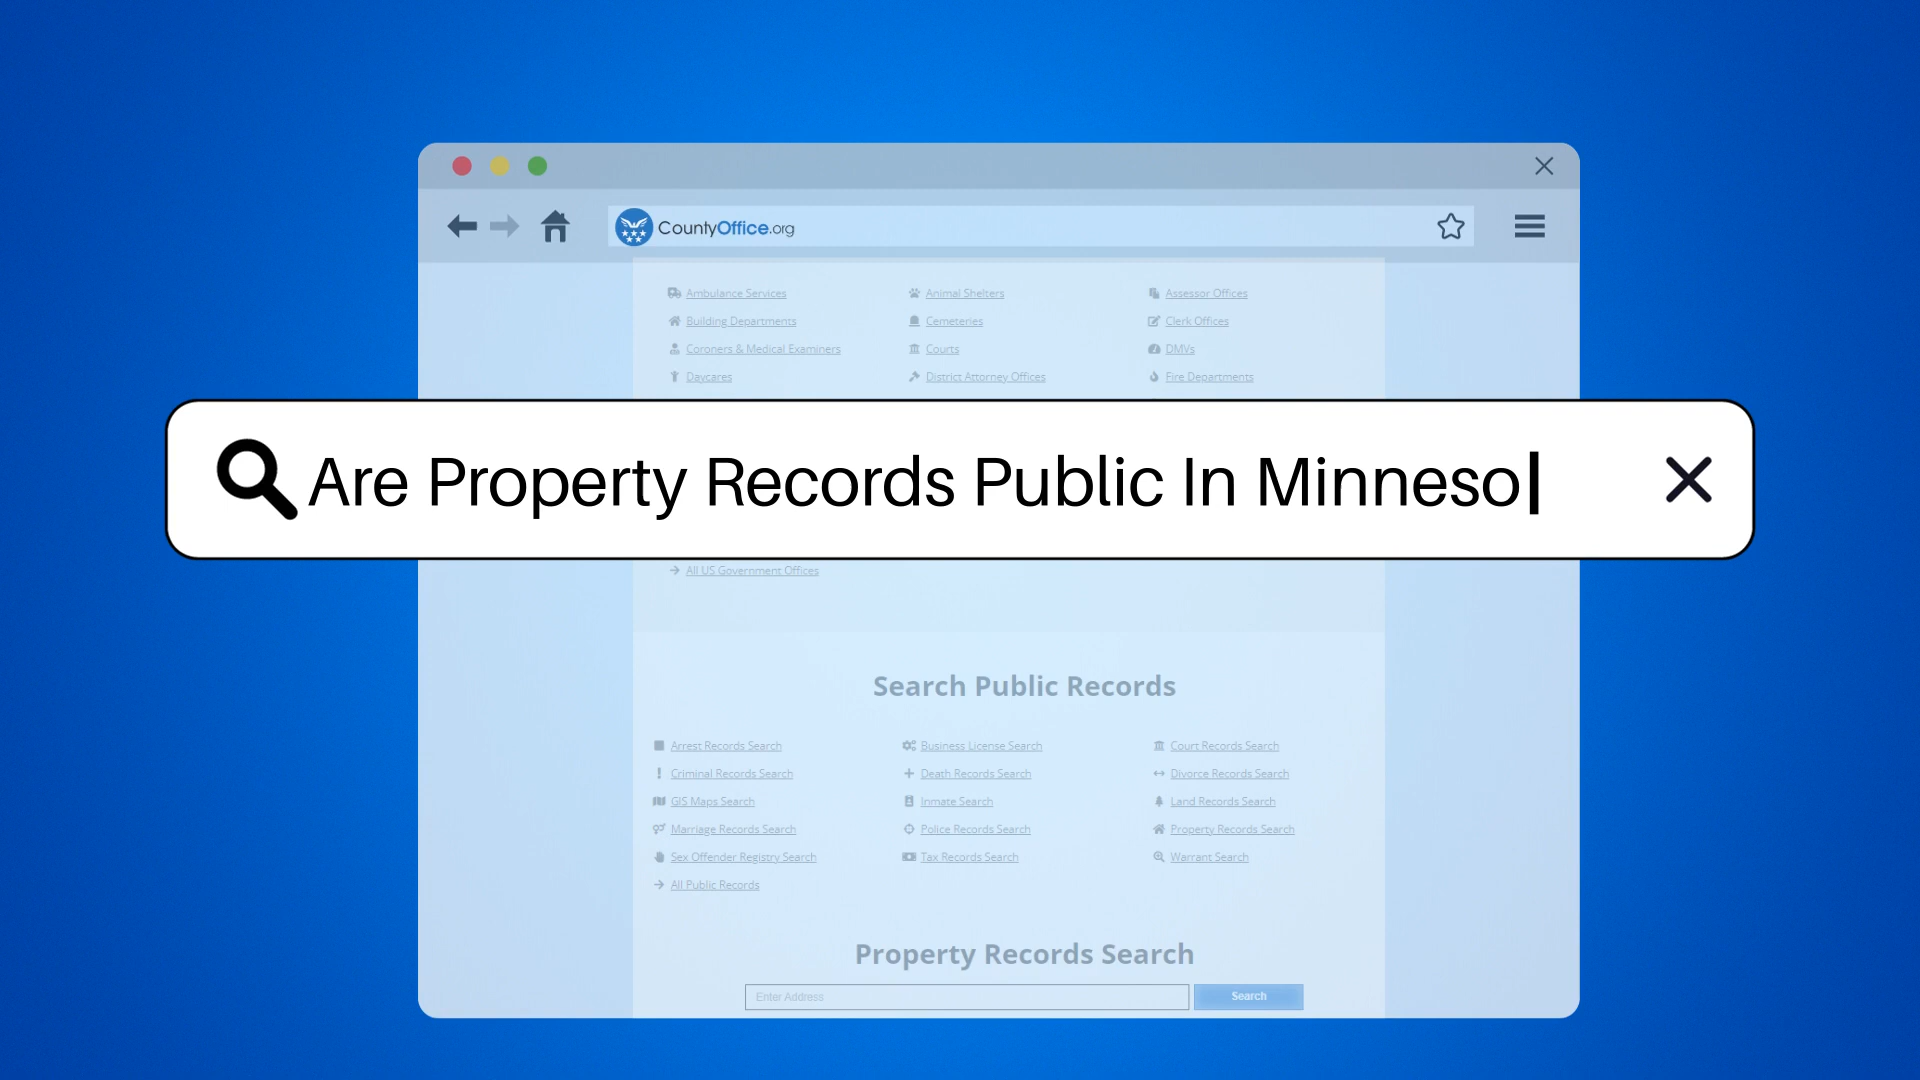 CountyOffice.org
Ambulance Services Animal Shelters Assessor Offices
Building Departments Cemeteries Clerk Offices
Coroners & Medical Examiners Courts DMVs
Daycares District Attorney Offices Fire Departments
Are Property Records Public In Minneso
All US Government Offices
Search Public Records
Arrest Records Search Business License Search Court Records Search
Criminal Records Search Death Records Search Divorce Records Search
GIS Maps Search Inmate Search Land Records Search
Marriage Records Search Police Records Search Property Records Search
Sex Offender Registry Search Tax Records Search Warrant Search
All Public Records
Property Records Search
Enter Address Search